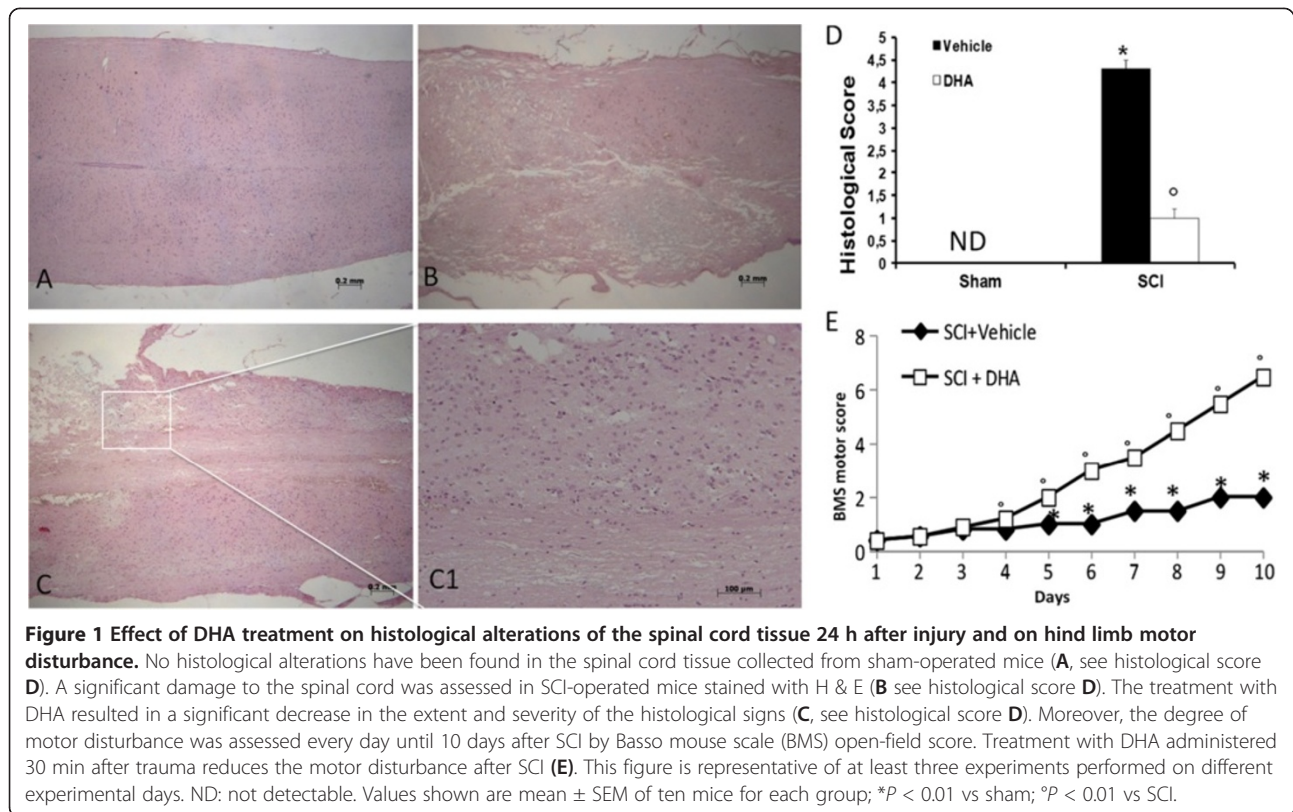 A
0.2 mm
B
0.2 mm
C
0.2 mm
C1
100 µm
D
Histological Score
5
4,5
4
3,5
3
2,5
2
1,5
1
0,5
0
Vehicle
DHA
*
°
ND
Sham
SCI
E
BMS motor score
8
6
4
2
0
SCI+Vehicle
SCI + DHA
° ° ° ° ° ° °
* * * * * *
1 2 3 4 5 6 7 8 9 10
Days
Figure 1 Effect of DHA treatment on histological alterations of the spinal cord tissue 24 h after injury and on hind limb motor
disturbance. No histological alterations have been found in the spinal cord tissue collected from sham-operated mice (A, see histological score
D). A significant damage to the spinal cord was assessed in SCI-operated mice stained with H & E (B see histological score D). The treatment with
DHA resulted in a significant decrease in the extent and severity of the histological signs (C, see histological score D). Moreover, the degree of
motor disturbance was assessed every day until 10 days after SCI by Basso mouse scale (BMS) open-field score. Treatment with DHA administered
30 min after trauma reduces the motor disturbance after SCI (E). This figure is representative of at least three experiments performed on different
experimental days. ND: not detectable. Values shown are mean ± SEM of ten mice for each group; *P < 0.01 vs sham; °P < 0.01 vs SCI.